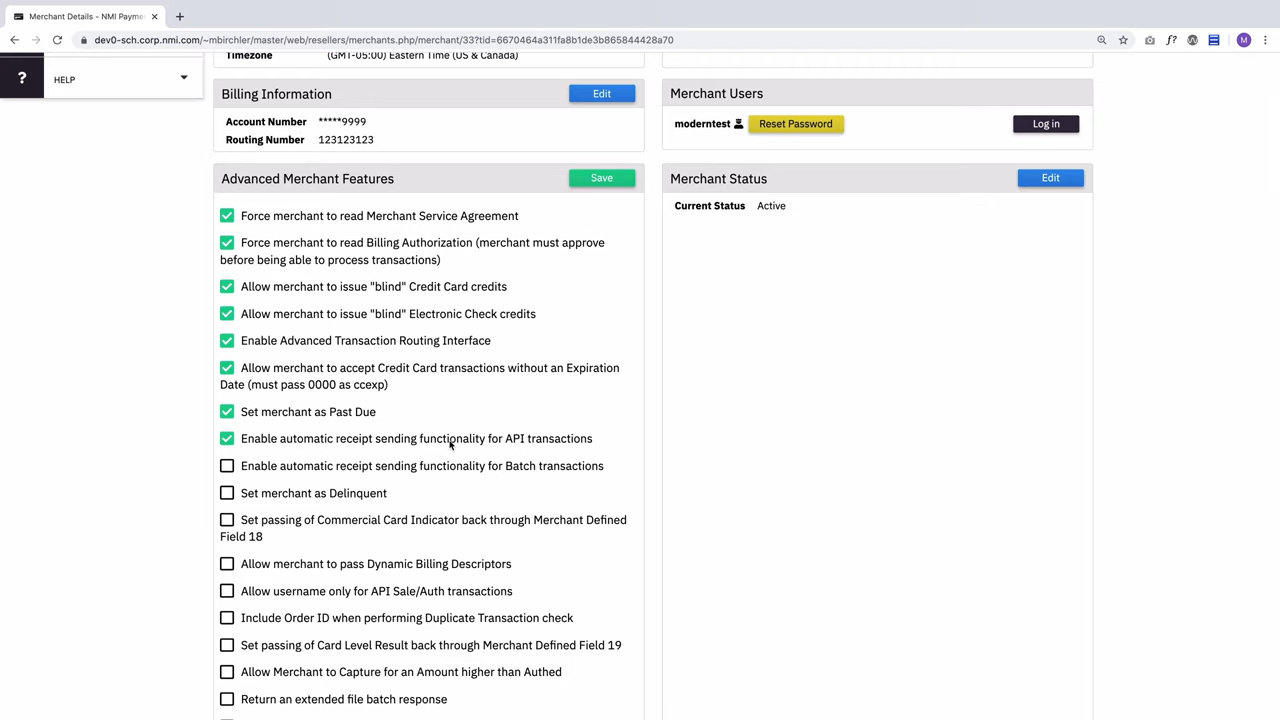 Merchant Details - NMI Payme
dev0-sch.corp.nmi.com/~mbirchler/master/web/resellers/merchants.php/merchant/33?tid=6670464a311fa8b1de3b865844428a70
M
? HELP
Timezone (GMT-05:00) Eastern Time (US & Canada)
Billing Information Edit
Account Number *****9999
Routing Number 123123123
Merchant Users
moderntest Reset Password Log in
Advanced Merchant Features Save
Force merchant to read Merchant Service Agreement
Force merchant to read Billing Authorization (merchant must approve
before being able to process transactions)
Allow merchant to issue "blind" Credit Card credits
Allow merchant to issue "blind" Electronic Check credits
Enable Advanced Transaction Routing Interface
Allow merchant to accept Credit Card transactions without an Expiration
Date (must pass 0000 as ccexp)
Set merchant as Past Due
Enable automatic receipt sending functionality for API transactions
Enable automatic receipt sending functionality for Batch transactions
Set merchant as Delinquent
Set passing of Commercial Card Indicator back through Merchant Defined
Field 18
Allow merchant to pass Dynamic Billing Descriptors
Allow username only for API Sale/Auth transactions
Include Order ID when performing Duplicate Transaction check
Set passing of Card Level Result back through Merchant Defined Field 19
Allow Merchant to Capture for an Amount higher than Authed
Return an extended file batch response
Merchant Status Edit
Current Status Active